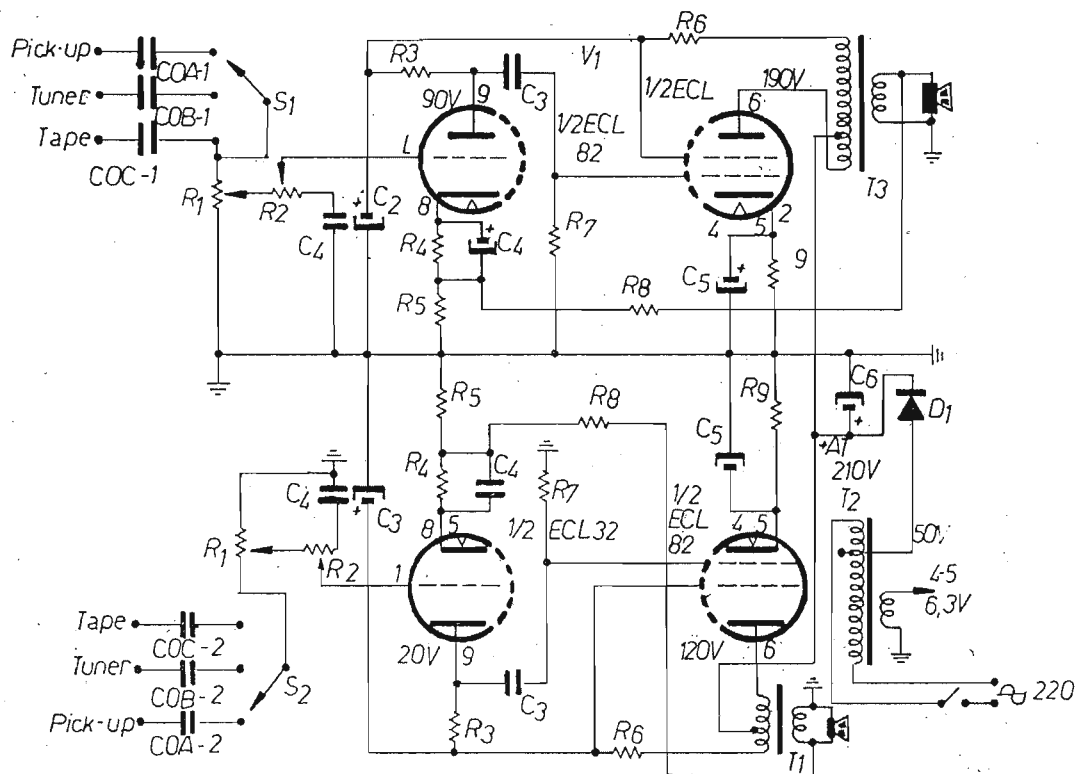 Pick-up
COA-1
Tuner
COB-1
Tape
COC-1
S1
R1
R2
C4
C2
R3
90V
9
C3
L
8
R4
C4
R5
1/2ECL
82
R7
V1
R6
1/2ECL
190V
6
T3
4
5
2
C5
+
9
R8
R5
R8
R9
C6
+
D1
+AT
210V
R4
C4
R7
C5
C4
C3
+
R1
R2
8
5
1/2
ECL32
1/2
ECL
82
4
5
T2
50V
4-5
6,3V
1
20V
9
120V
6
Tape
COC-2
Tuner
COB-2
Pick-up
COA-2
S2
C3
R3
R6
T1
220